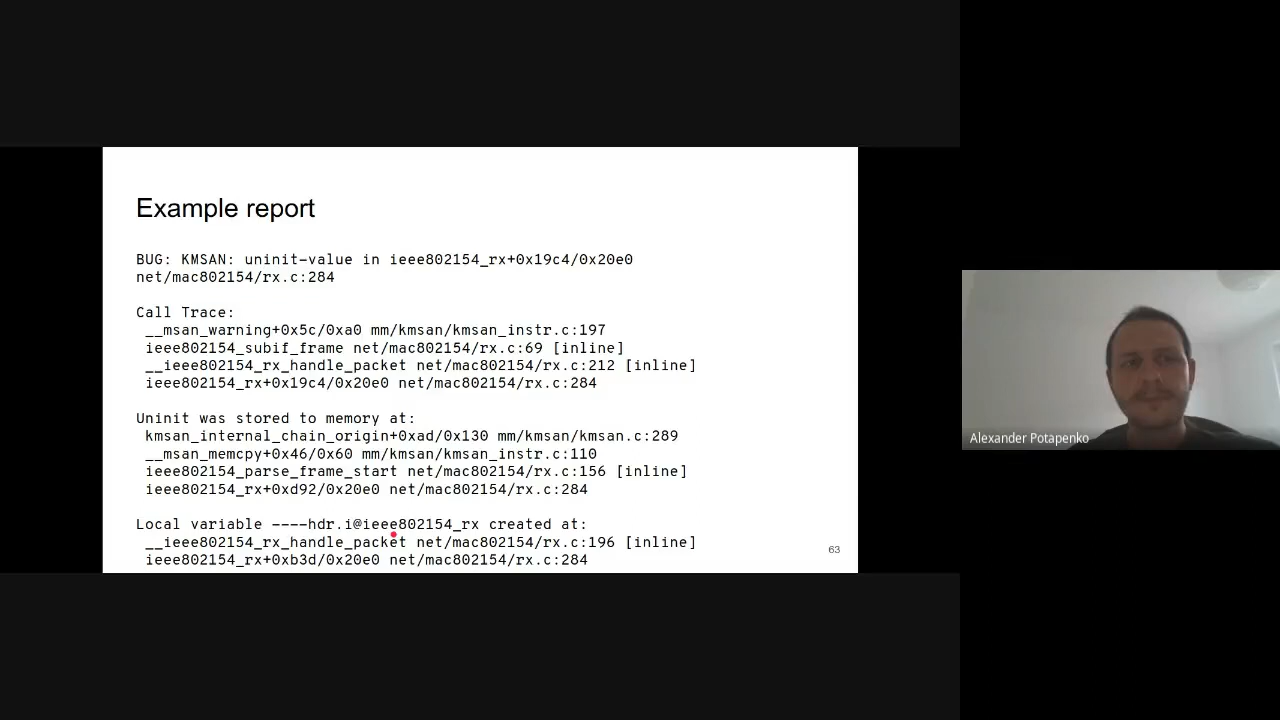 Example report
BUG: KMSAN: uninit-value in ieee802154_rx+0x19c4/0x20e0
net/mac802154/rx.c:284
Call Trace:
__msan_warning+0x5c/0xa0 mm/kmsan/kmsan_instr.c:197
ieee802154_subif_frame net/mac802154/rx.c:69 [inline]
__ieee802154_rx_handle_packet net/mac802154/rx.c:212 [inline]
ieee802154_rx+0x19c4/0x20e0 net/mac802154/rx.c:284
Uninit was stored to memory at:
kmsan_internal_chain_origin+0xad/0x130 mm/kmsan/kmsan.c:289
__msan_memcpy+0x46/0x60 mm/kmsan/kmsan_instr.c:110
ieee802154_parse_frame_start net/mac802154/rx.c:156 [inline]
ieee802154_rx+0xd92/0x20e0 net/mac802154/rx.c:284
Local variable ----hdr.i@ieee802154_rx created at:
__ieee802154_rx_handle_packet net/mac802154/rx.c:196 [inline]
ieee802154_rx+0xb3d/0x20e0 net/mac802154/rx.c:284
63
Alexander Potapenko